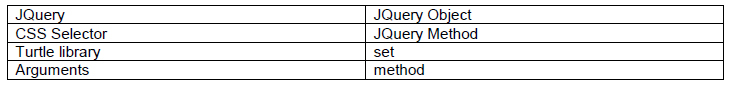 JQuery JQuery Object
CSS Selector JQuery Method
Turtle library set
Arguments method